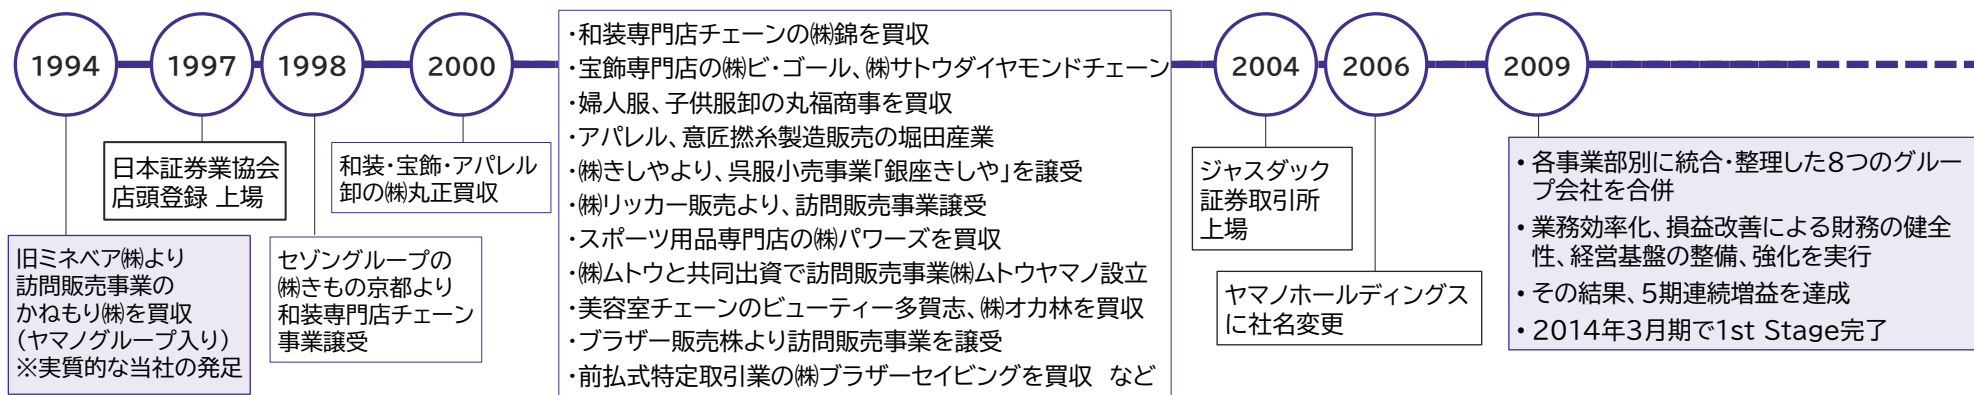 1994
1997
1998
2000
2004
2006
2009
旧ミネベア㈱より
訪問販売事業の
かねもり㈱を買収
(ヤマノグループ入り)
※実質的な当社の発足
日本証券業協会
店頭登録 上場
セゾングループの
㈱きもの京都より
和装専門店チェーン
事業譲受
和装・宝飾・アパレル
卸の㈱丸正買収
・和装専門店チェーンの㈱錦を買収
・宝飾専門店の㈱ビ・ゴール、㈱サトウダイヤモンドチェーン
・婦人服、子供服卸の丸福商事を買収
・アパレル、意匠撚糸製造販売の堀田産業
・㈱きしやより、呉服小売事業「銀座きしや」を譲受
・㈱リッカー販売より、訪問販売事業譲受
・スポーツ用品専門店の㈱パワーズを買収
・㈱ムトウと共同出資で訪問販売事業㈱ムトウヤマノ設立
・美容室チェーンのビューティー多賀志、㈱オカ林を買収
・ブラザー販売株より訪問販売事業を譲受
・前払式特定取引業の㈱ブラザーセイビングを買収 など
ジャスダック
証券取引所
上場
ヤマノホールディングス
に社名変更
• 各事業部別に統合・整理した8つのグルー
プ会社を合併
• 業務効率化、損益改善による財務の健全
性、経営基盤の整備、強化を実行
• その結果、5期連続増益を達成
• 2014年3月期で1st Stage完了